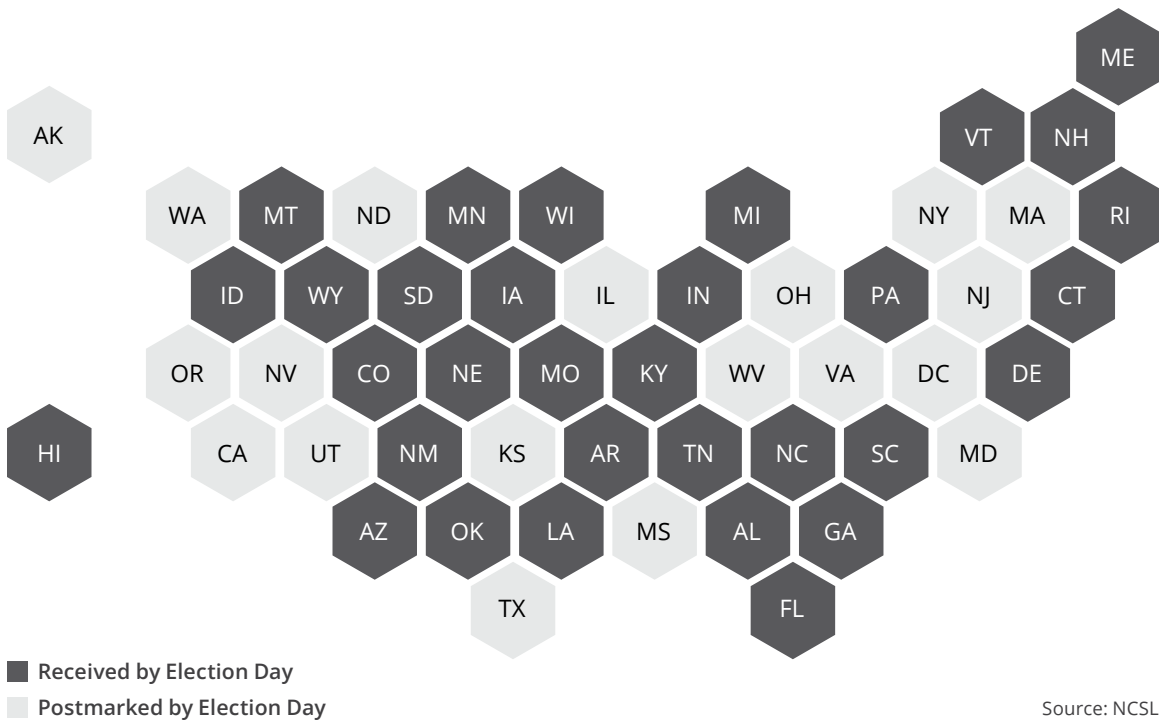 ME
AK
VT NH
WA MT ND MN WI MI NY MA RI
ID WY SD IA IL IN OH PA NJ CT
OR NV CO NE MO KY WV VA DC DE
HI CA UT NM KS AR TN NC SC MD
AZ OK LA MS AL GA
TX FL
Received by Election Day
Postmarked by Election Day
Source: NCSL